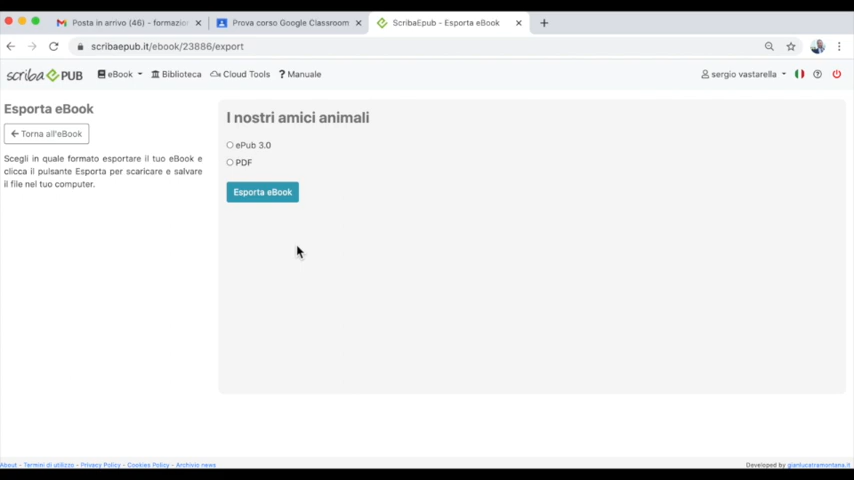 Posta in arrivo (46) - formazion
Prova corso Google Classroom
ScribaEpub - Esporta eBook
scribaepub.it/ebook/23886/export
scriba PUB
eBook
Biblioteca
Cloud Tools
Manuale
sergio vastarella
Esporta eBook
Torna all'eBook
Scegli in quale formato esportare il tuo eBook e
clicca il pulsante Esporta per scaricare e salvare
il file nel tuo computer.
I nostri amici animali
ePub 3.0
PDF
Esporta eBook
About - Termini di utilizzo - Privacy Policy - Cookies Policy - Archivio news
Developed by gianlucatramontana.it